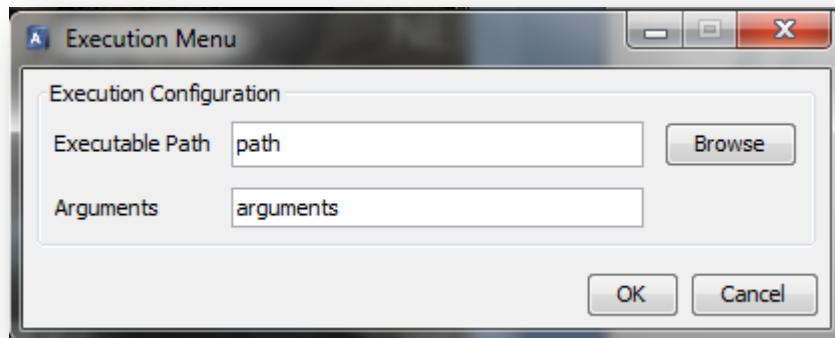 Execution Menu
Execution Configuration
Executable Path path Browse
Arguments arguments
OK Cancel